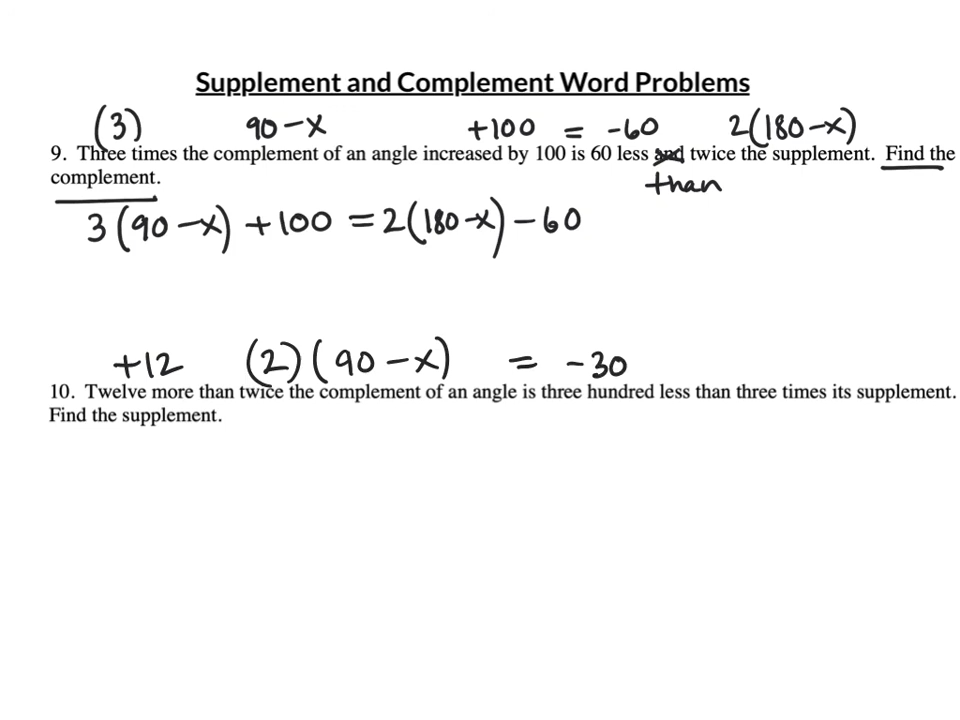 Supplement and Complement Word Problems
(3) 90-x +100 = -60 2(180-x)
9. Three times the complement of an angle increased by 100 is 60 less and twice the supplement. Find the
than
complement.
3(90-x)+100=2(180-x)-60
+12 (2)(90-x) = -30
10. Twelve more than twice the complement of an angle is three hundred less than three times its supplement.
Find the supplement.